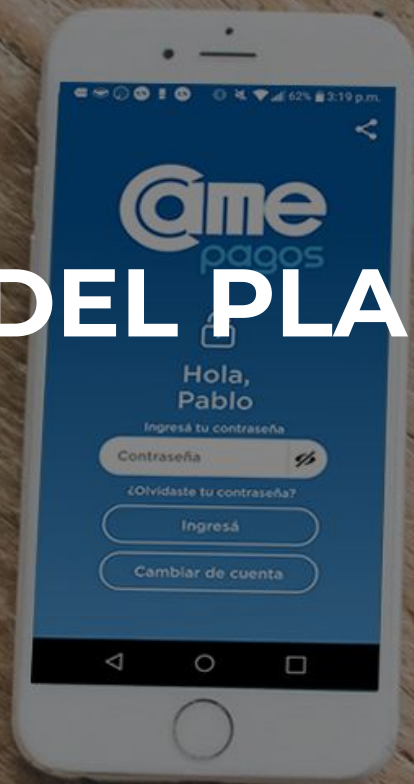 62% 3:19 p.m.
came
pagos
DEL PLA
Hola,
Pablo
Ingresá tu contraseña
Contraseña
¿Olvidaste tu contraseña?
Ingresá
Cambiar de cuenta